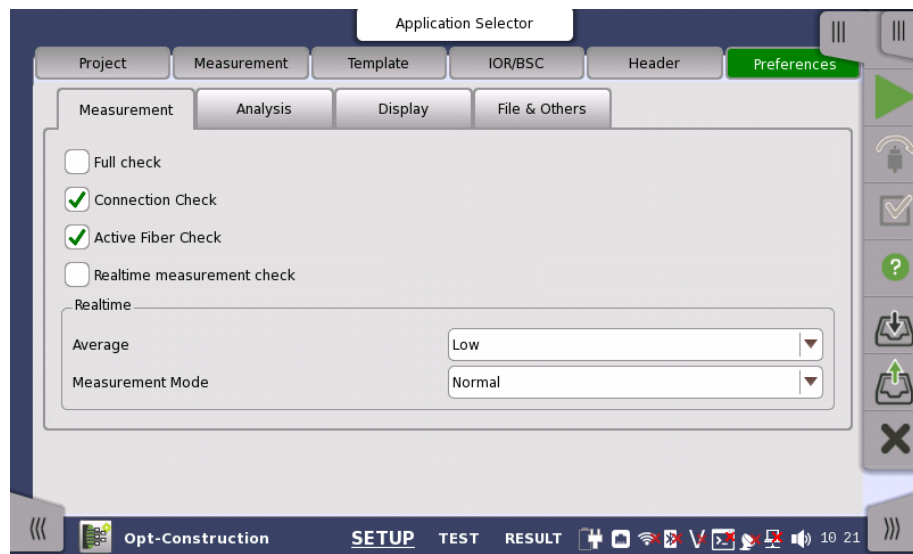 Application Selector
Project Measurement Template IOR/BSC Header Preferences
Measurement Analysis Display File & Others
Full check
Connection Check
Active Fiber Check
Realtime measurement check
Realtime
Average Low
Measurement Mode Normal
Opt-Construction SETUP TEST RESULT 10 21